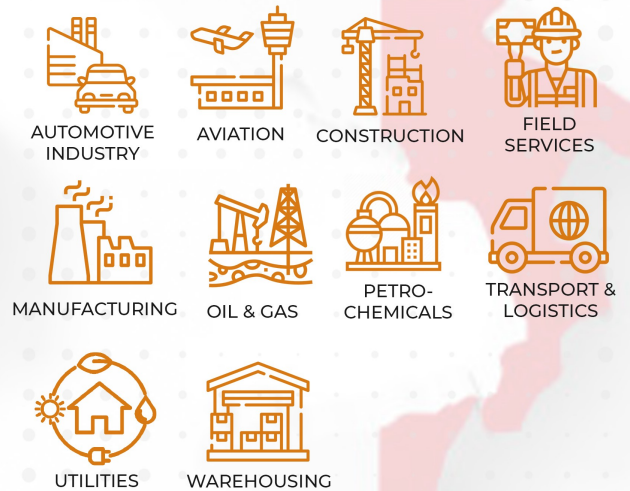 AUTOMOTIVE
INDUSTRY
AVIATION
CONSTRUCTION
FIELD
SERVICES
MANUFACTURING
OIL & GAS
PETRO-
CHEMICALS
TRANSPORT &
LOGISTICS
UTILITIES
WAREHOUSING